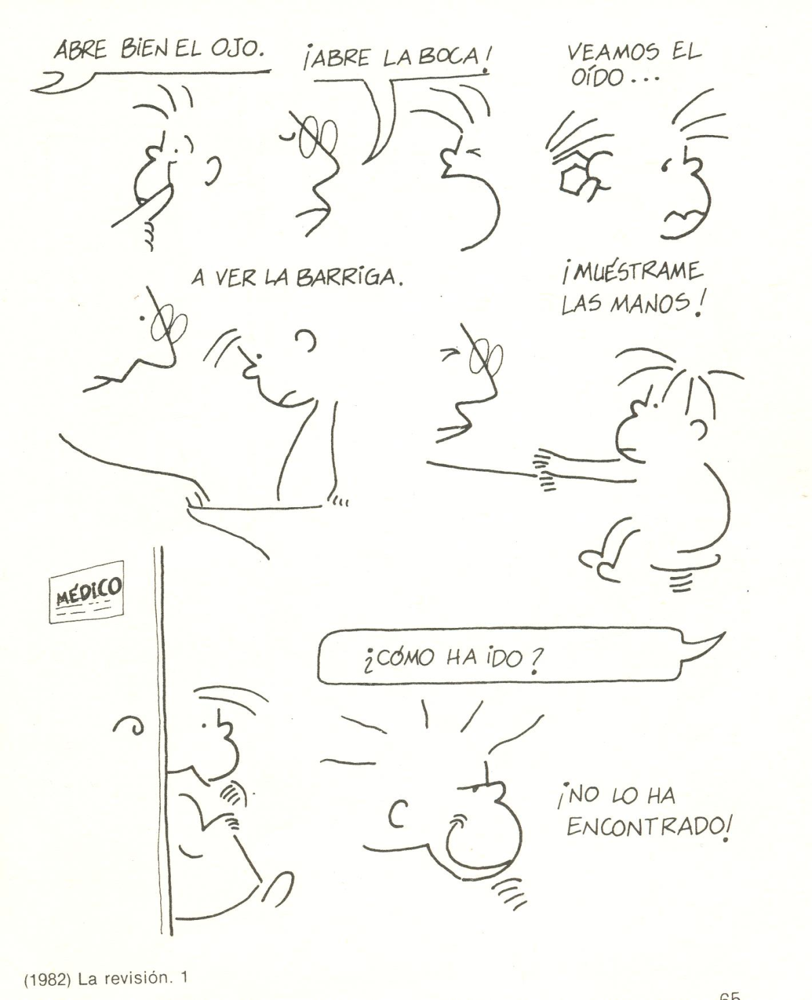 ABRE BIEN EL OJO.
¡ABRE LA BOCA!
VEAMOS EL
OÍDO...
A VER LA BARRIGA.
¡MUÉSTRAME
LAS MANOS!
MÉDICO
¿CÓMO HA IDO?
¡NO LO HA
ENCONTRADO!
(1982) La revisión. 1
65